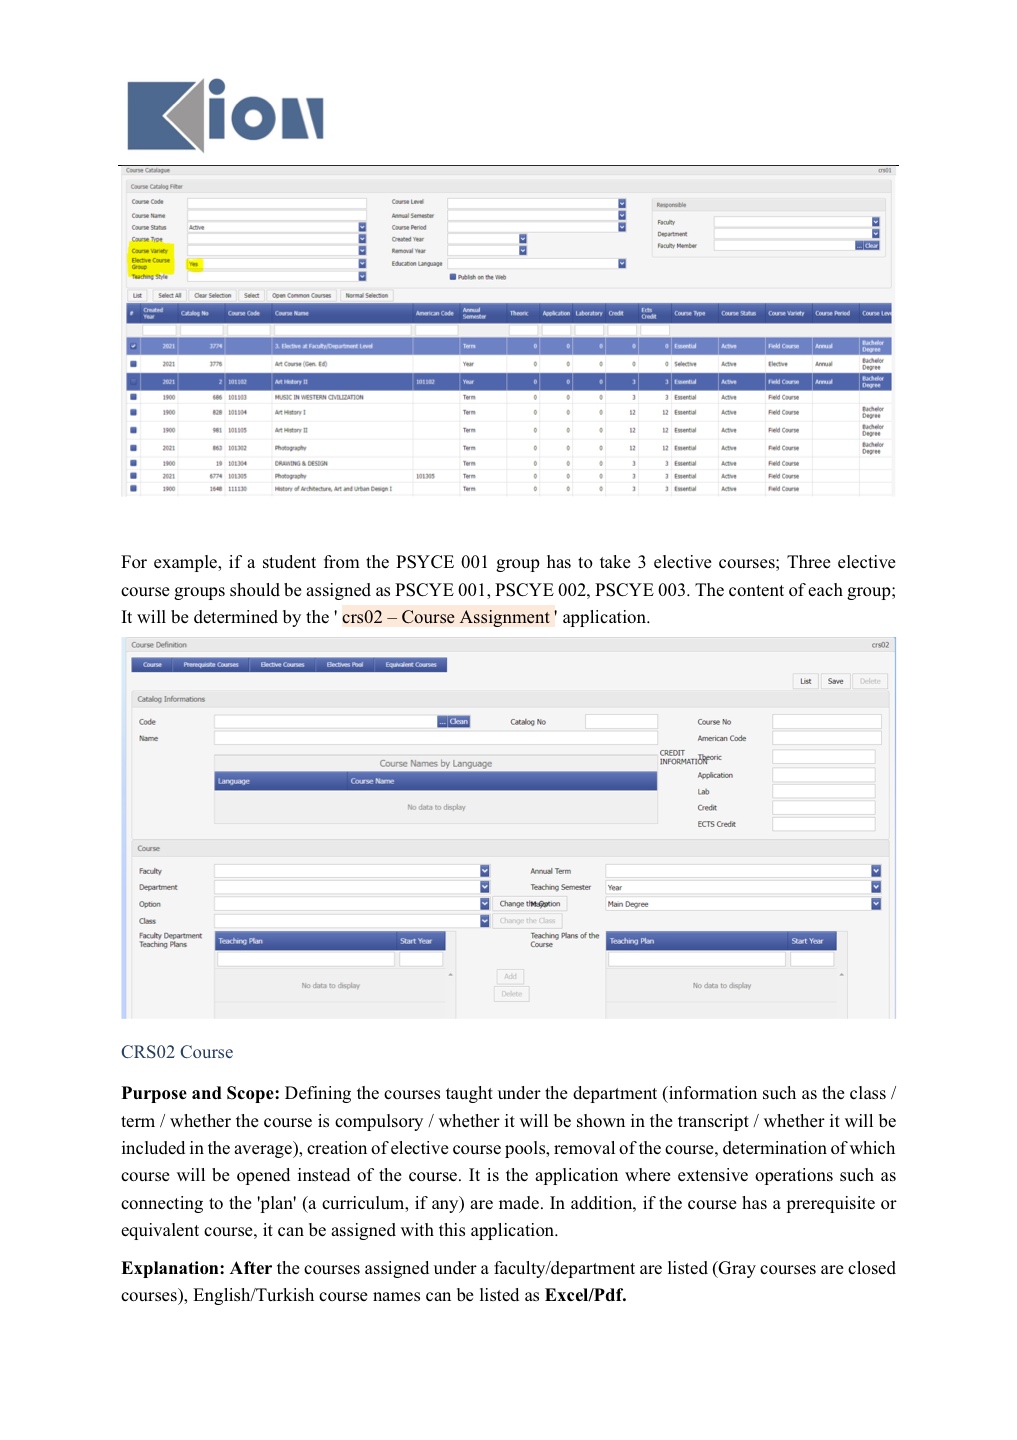 Kion
Course Catalogue crs01
Course Catalog Filter
Course Code Course Level Responsible
Course Name Annual Semester Faculty
Course Status Active Course Period Department
Course Type Created Year Faculty Member ... Clear
Course Variety Removal Year
Elective Course Group Yes Education Language
Teaching Style Publish on the Web
List Select All Clear Selection Select Open Common Courses Normal Selection
# Created Year Catalog No Course Code Course Name American Code Annual Semester Theoric Application Laboratory Credit Ects Credit Course Type Course Status Course Variety Course Period Course Leve
2021 3774 3. Elective at Faculty/Department Level Term 0 0 0 0 0 Essential Active Field Course Annual Bachelor Degree
2021 3776 Art Course (Gen. Ed) Year 0 0 0 0 0 Selective Active Elective Annual Bachelor Degree
2021 2 101102 Art History II 101102 Year 0 0 0 3 3 Essential Active Field Course Annual Bachelor Degree
1900 686 101103 MUSIC IN WESTERN CIVILIZATION Term 0 0 0 3 3 Essential Active Field Course
1900 828 101104 Art History I Term 0 0 0 12 12 Essential Active Field Course Bachelor Degree
1900 981 101105 Art History II Term 0 0 0 12 12 Essential Active Field Course Bachelor Degree
2021 863 101302 Photography Term 0 0 0 12 12 Essential Active Field Course Bachelor Degree
1900 19 101304 DRAWING & DESIGN Term 0 0 0 3 3 Essential Active Field Course
2021 6774 101305 Photography 101305 Term 0 0 0 3 3 Essential Active Field Course
1900 1648 111130 History of Architecture, Art and Urban Design I Term 0 0 0 3 3 Essential Active Field Course
For example, if a student from the PSYCE 001 group has to take 3 elective courses; Three elective
course groups should be assigned as PSCYE 001, PSCYE 002, PSCYE 003. The content of each group;
It will be determined by the ' crs02 – Course Assignment ' application.
Course Definition crs02
Course Prerequisite Courses Elective Courses Electives Pool Equivalent Courses
List Save Delete
Catalog Informations
Code ... Clean Catalog No Course No
Name American Code
CREDIT INFORMATION Theoric
Course Names by Language
Application
Language Course Name
Lab
No data to display Credit
ECTS Credit
Course
Faculty Annual Term
Department Teaching Semester Year
Option Change the Option Main Degree
Class Change the Class
Faculty Department Teaching Plans Teaching Plan Start Year Teaching Plans of the Course Teaching Plan Start Year
Add
No data to display No data to display
Delete
CRS02 Course
Purpose and Scope: Defining the courses taught under the department (information such as the class /
term / whether the course is compulsory / whether it will be shown in the transcript / whether it will be
included in the average), creation of elective course pools, removal of the course, determination of which
course will be opened instead of the course. It is the application where extensive operations such as
connecting to the 'plan' (a curriculum, if any) are made. In addition, if the course has a prerequisite or
equivalent course, it can be assigned with this application.
Explanation: After the courses assigned under a faculty/department are listed (Gray courses are closed
courses), English/Turkish course names can be listed as Excel/Pdf.